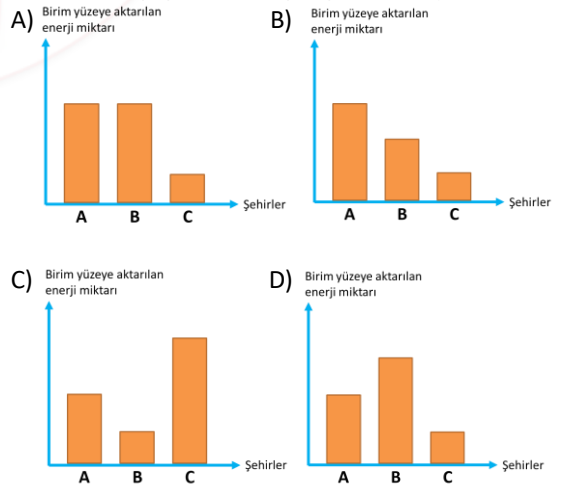 A)
Birim yüzeye aktarılan
enerji miktarı
A B C
Şehirler
B)
Birim yüzeye aktarılan
enerji miktarı
A B C
Şehirler
C)
Birim yüzeye aktarılan
enerji miktarı
A B C
Şehirler
D)
Birim yüzeye aktarılan
enerji miktarı
A B C
Şehirler